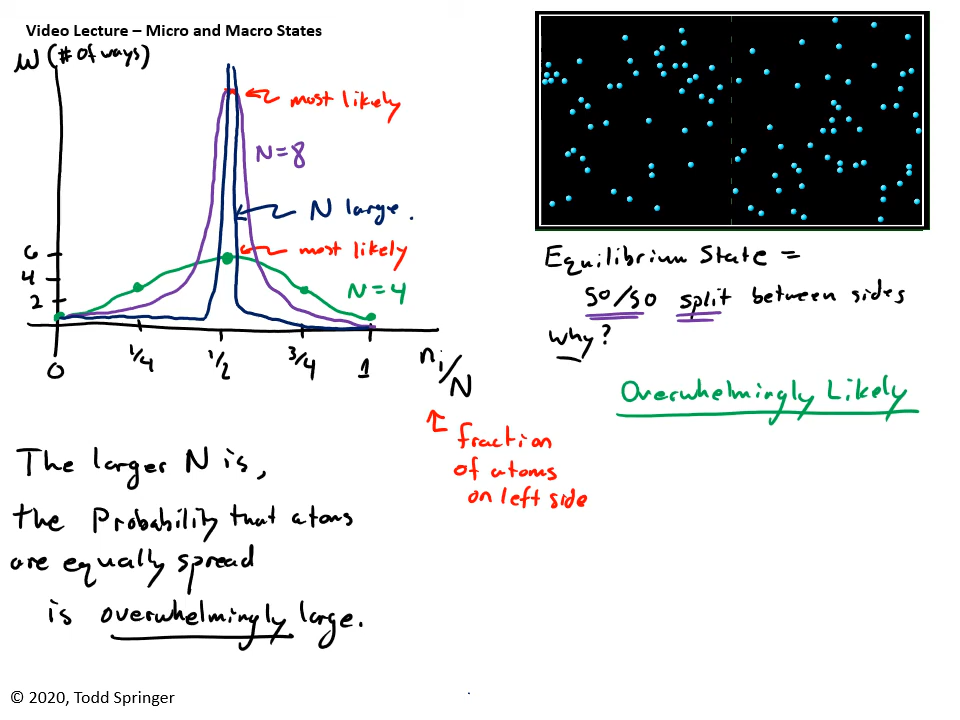 Video Lecture – Micro and Macro States
W (# of ways)
most likely
N=8
N large.
most likely
N=4
6
4
2
0
1/4
1/2
3/4
1
ni/N
fraction
of atoms
on left side
Equilibrium State =
50/50 split between sides
why?
Overwhelmingly Likely
The larger N is,
the Probability that atoms
are equally spread
is overwhelmingly large.
© 2020, Todd Springer